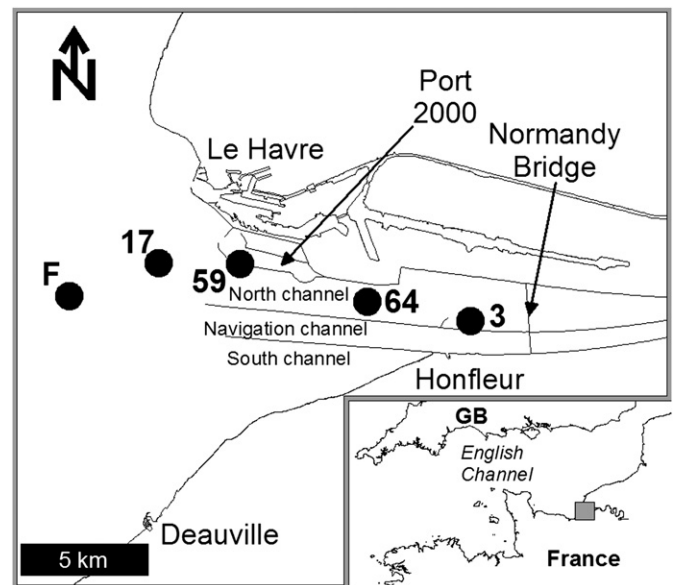 N
Port
2000
Le Havre
Normandy
Bridge
17
F
59
North channel
64
3
Navigation channel
South channel
Honfleur
GB
English
Channel
Deauville
5 km
France